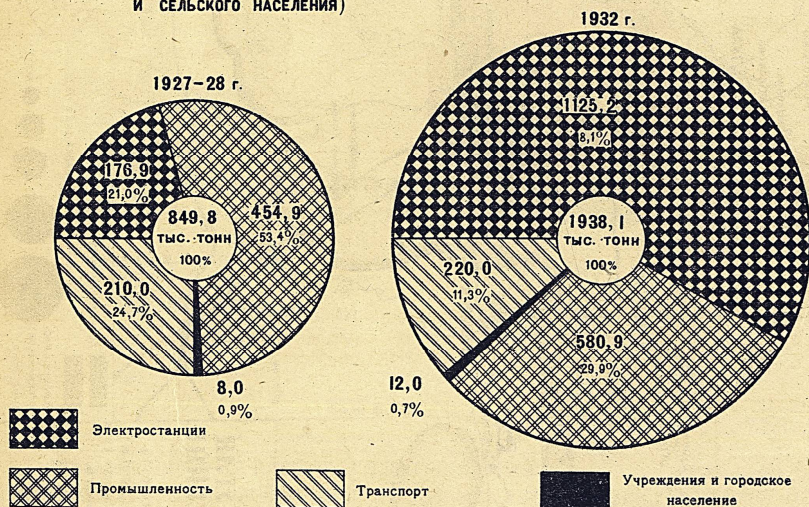 И СЕЛЬСКОГО НАСЕЛЕНИЯ)
1927-28 г.
176,9
21,0%
454,9
53,4%
849,8
ТЫС. ТОНН
100%
210,0
24,7%
8,0
0,9%
1932 г.
1125,2
8,1%
1938,1
ТЫС. ТОНН
100%
220,0
11,3%
580,9
29,9%
12,0
0,7%
Электростанции
Промышленность
Транспорт
Учреждения и городское
население